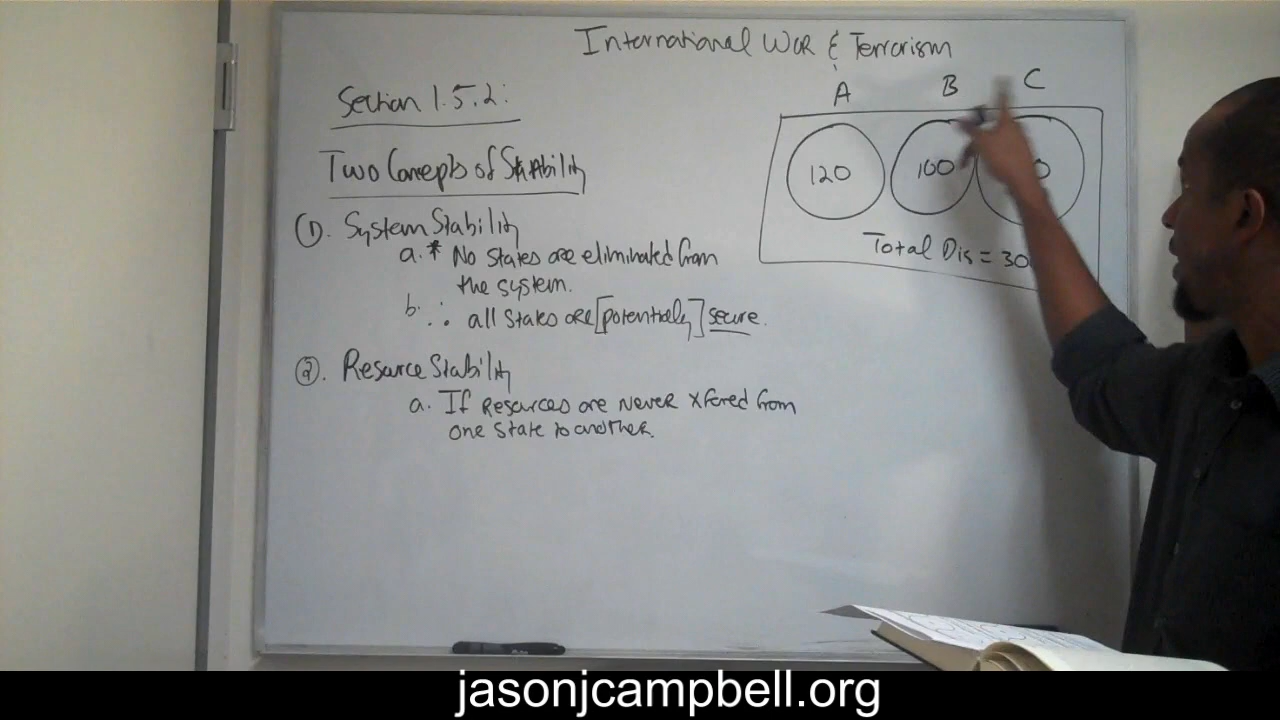 International War & Terrorism
Section 1.5.2:
Two Concepts of Stability
①. System Stability
a. * No states are eliminated from
the system.
b. ∴ all states are [potentially] secure.
②. Resource Stability
a. If Resources are never Xfered from
one state to another.
A B C
120 100 0
Total Dis = 30
jasonjcampbell.org